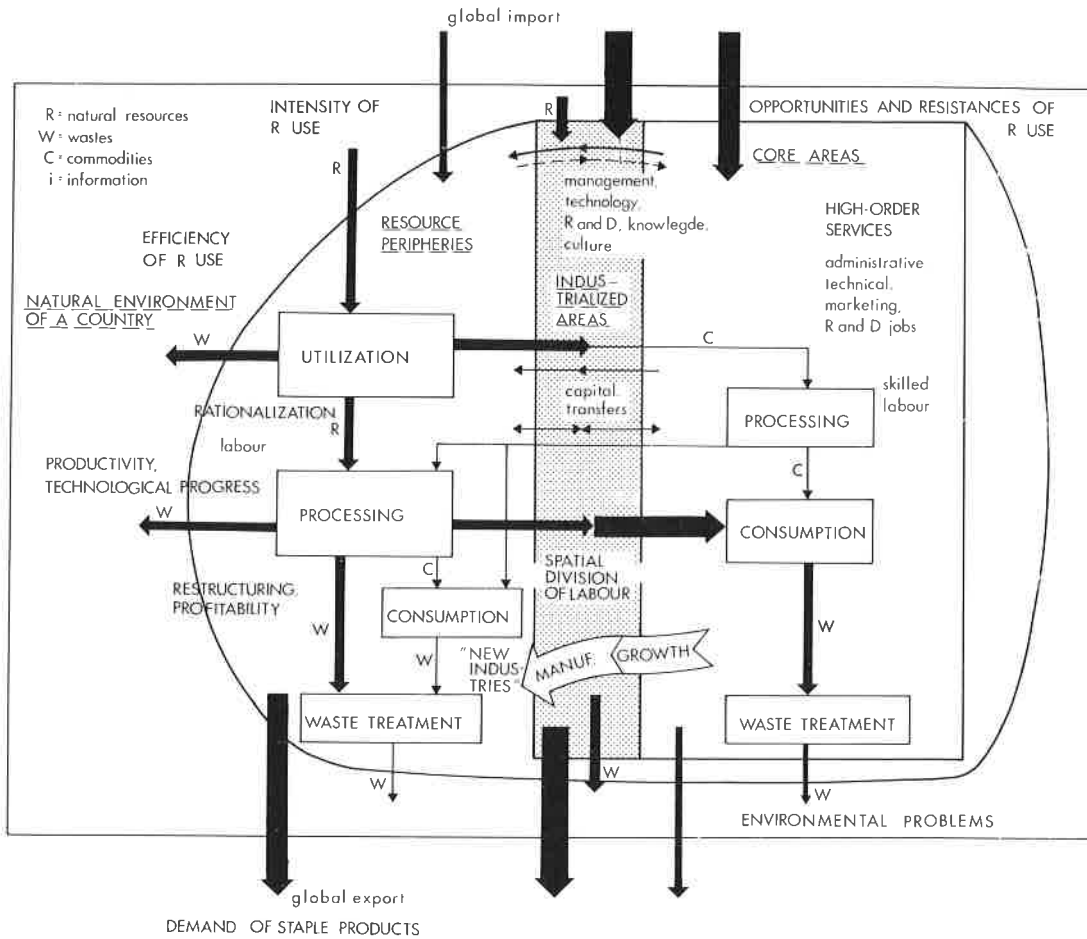 global import
R = natural resources
W = wastes
C = commodities
i = information
INTENSITY OF
R USE
R
R
OPPORTUNITIES AND RESISTANCES OF
R USE
CORE AREAS
management,
technology,
R and D, knowlegde,
culture
RESOURCE
PERIPHERIES
HIGH-ORDER
SERVICES
administrative
technical,
marketing,
R and D jobs
EFFICIENCY
OF R USE
NATURAL ENVIRONMENT
OF A COUNTRY
INDUS-
TRIALIZED
AREAS
W
UTILIZATION
C
capital
transfers
skilled
labour
PROCESSING
RATIONALIZATION
R
labour
C
PRODUCTIVITY,
TECHNOLOGICAL PROGRESS
W
PROCESSING
CONSUMPTION
SPATIAL
DIVISION
OF LABOUR
RESTRUCTURING,
PROFITABILITY
C
CONSUMPTION
W
W
W
"NEW
INDUS-
TRIES"
MANUF. GROWTH
WASTE TREATMENT
WASTE TREATMENT
W
W
W
ENVIRONMENTAL PROBLEMS
global export
DEMAND OF STAPLE PRODUCTS